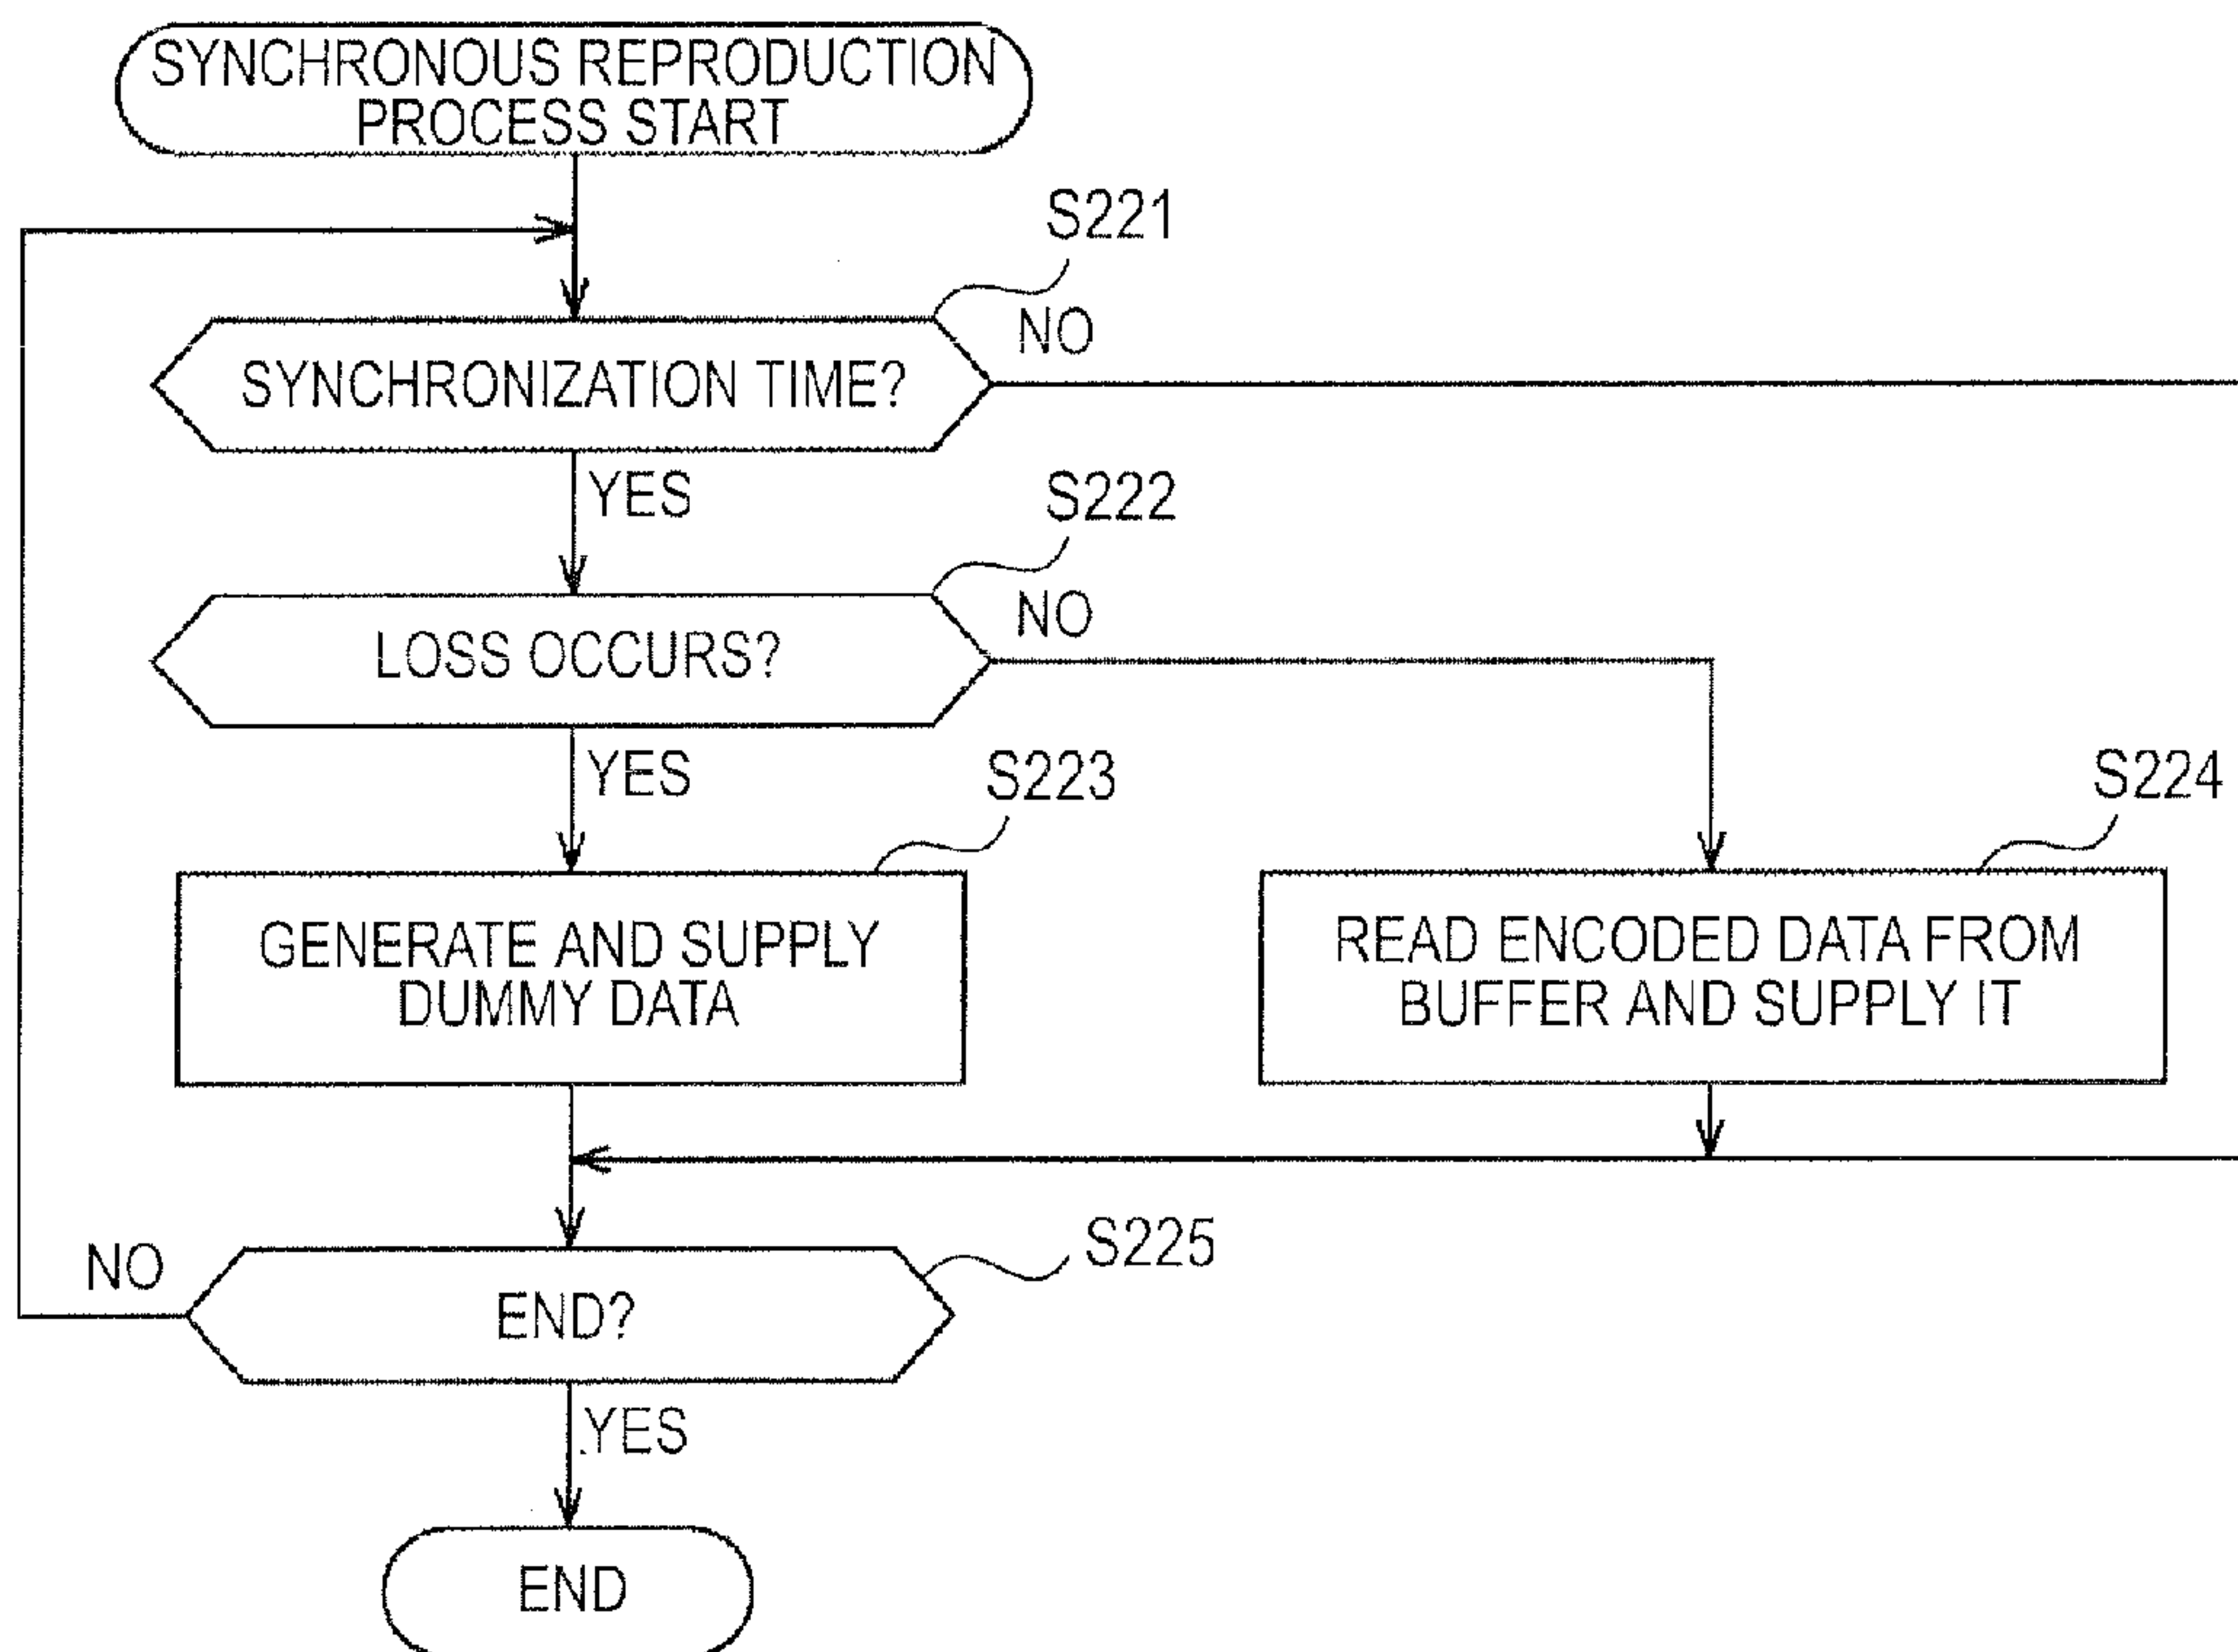 SYNCHRONOUS REPRODUCTION
PROCESS START
S221
NO
SYNCHRONIZATION TIME?
YES
S222
NO
LOSS OCCURS?
YES
S223
S224
GENERATE AND SUPPLY
DUMMY DATA
READ ENCODED DATA FROM
BUFFER AND SUPPLY IT
S225
NO
END?
YES
END